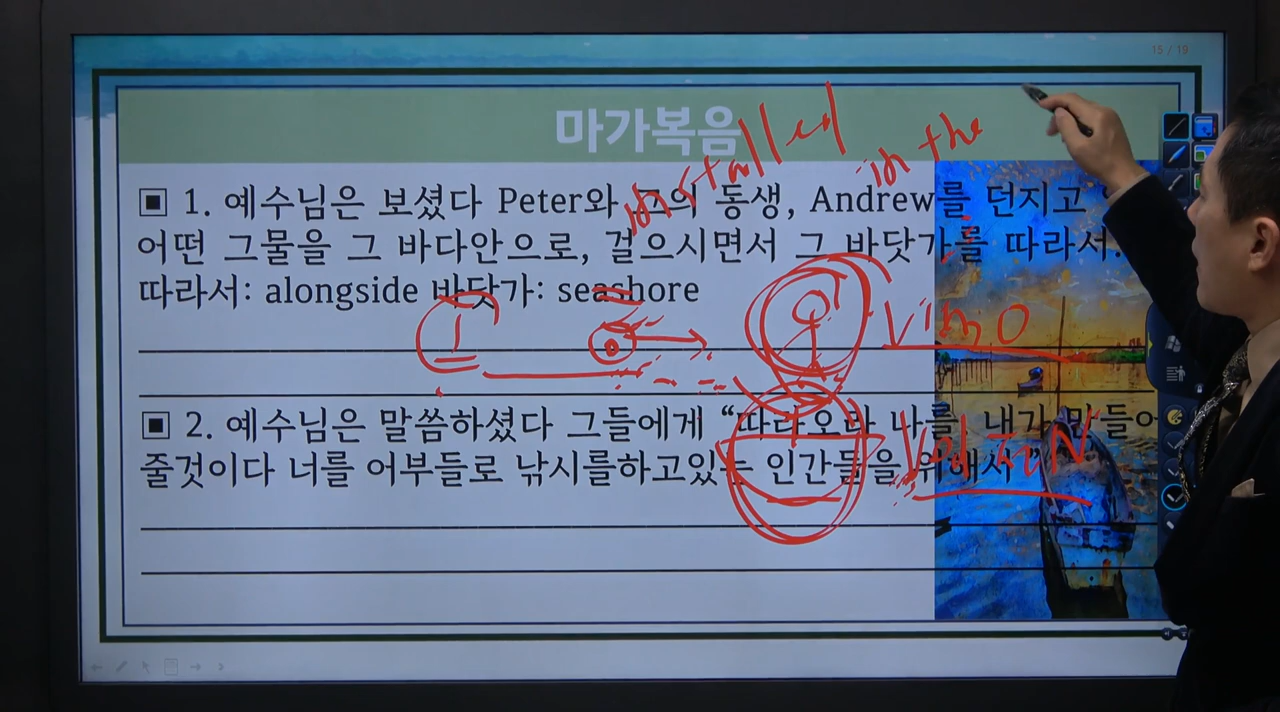 15 / 19
마가복음
installed in the
▣ 1. 예수님은 보셨다 Peter와 그의 동생, Andrew를 던지고
어떤 그물을 그 바다안으로, 걸으시면서 그 바닷가를 따라서.
따라서: alongside 바닷가: seashore
▣ 2. 예수님은 말씀하셨다 그들에게 “따라오라 나를, 내가 만들어
줄것이다 너를 어부들로 낚시를하고있는 인간들을 위해서”